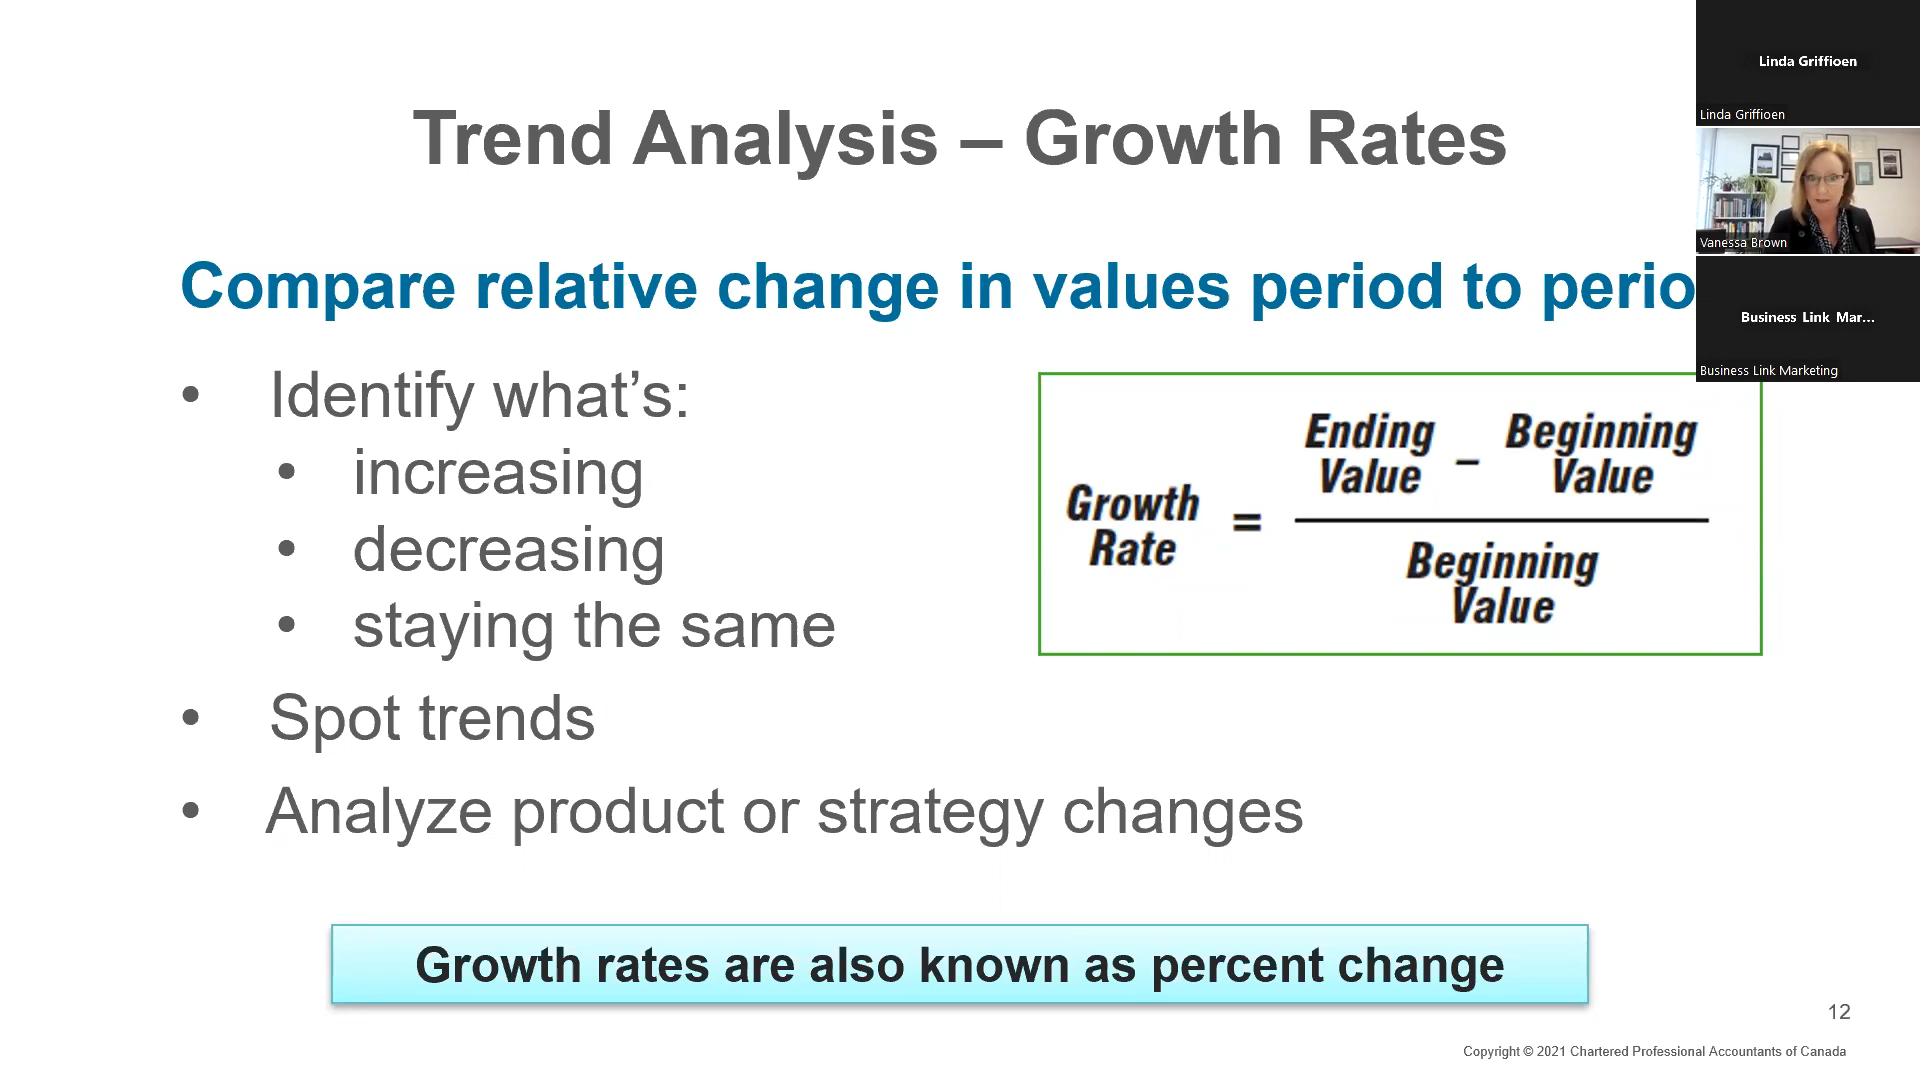 Trend Analysis – Growth Rates
Compare relative change in values period to perio
• Identify what’s:
• increasing
• decreasing
• staying the same
• Spot trends
• Analyze product or strategy changes
Growth Rate = Ending Value – Beginning Value
Beginning Value
Growth rates are also known as percent change
12
Copyright © 2021 Chartered Professional Accountants of Canada
Linda Griffioen
Linda Griffioen
Vanessa Brown
Business Link Mar...
Business Link Marketing